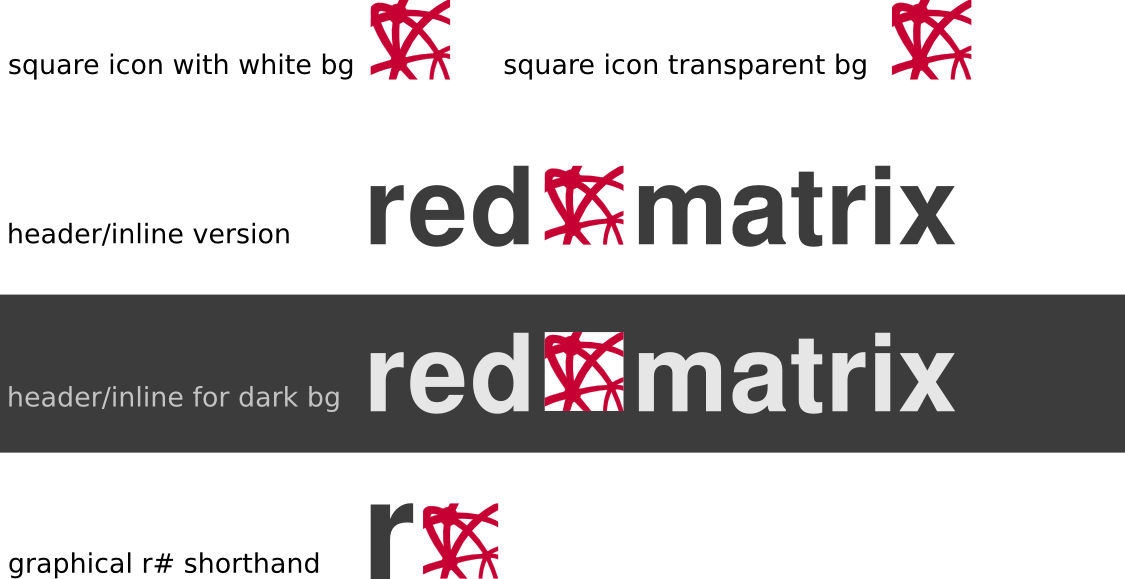 square icon with white bg
square icon transparent bg
header/inline version
red matrix
header/inline for dark bg
red matrix
graphical r# shorthand
r